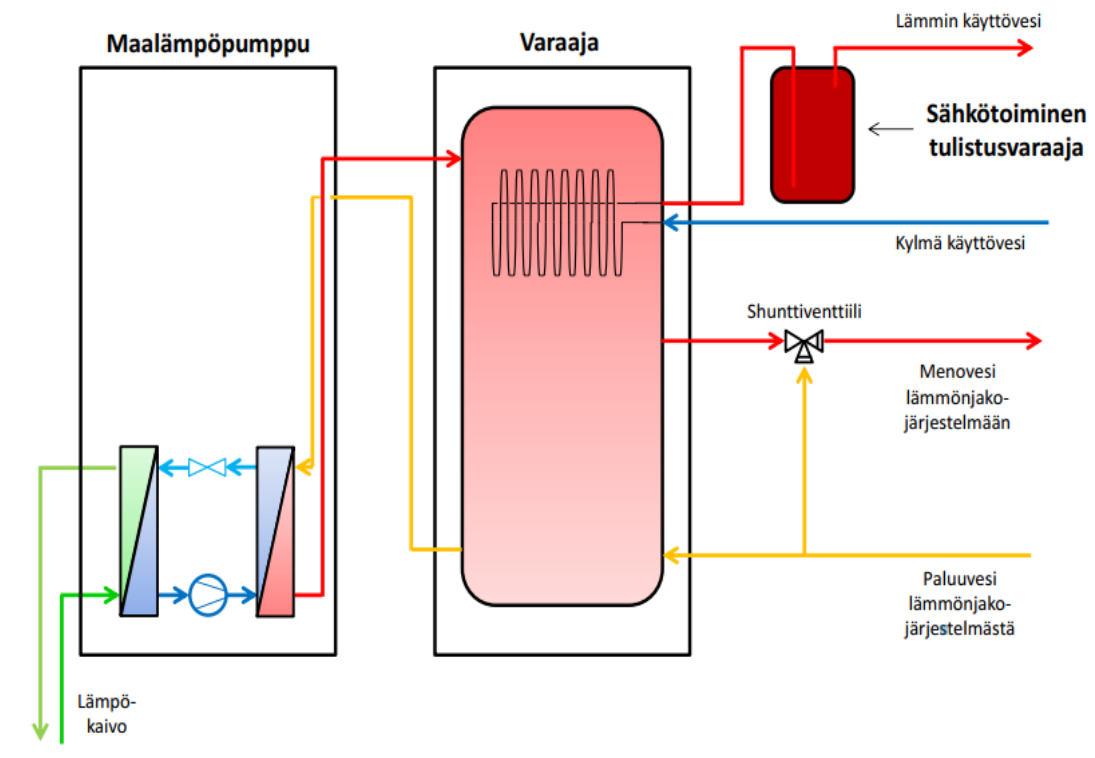 Lämmin käyttövesi
Maalämpöpumppu
Varaaja
Sähkötoiminen
tulistusvaraaja
Kylmä käyttövesi
Shunttiventtiili
Menovesi
lämmönjako-
järjestelmään
Paluuvesi
lämmönjako-
järjestelmästä
Lämpö-
kaivo